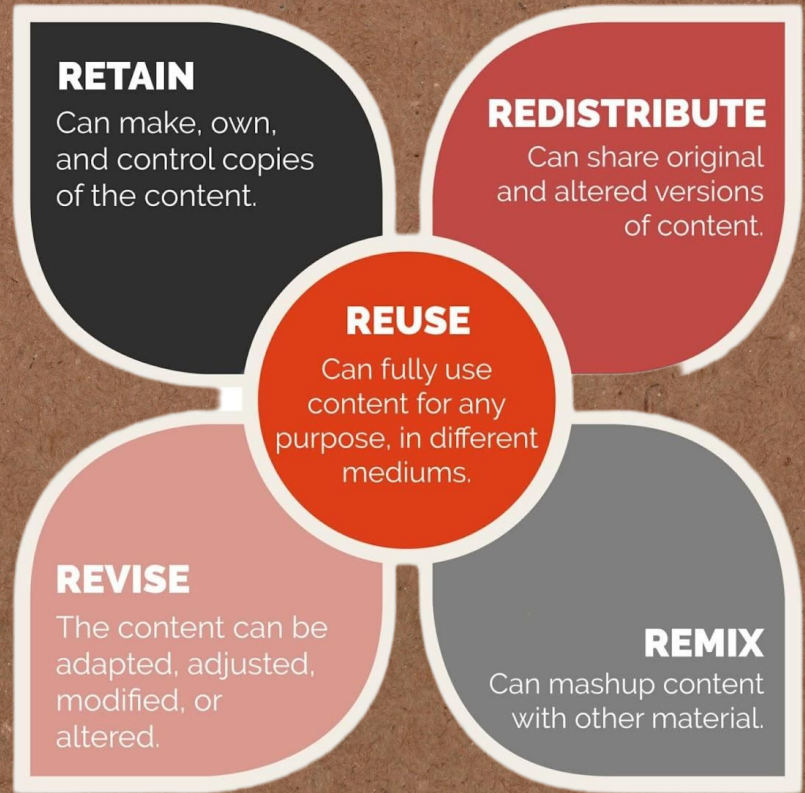 RETAIN
Can make, own,
and control copies
of the content.
REDISTRIBUTE
Can share original
and altered versions
of content.
REUSE
Can fully use
content for any
purpose, in different
mediums.
REVISE
The content can be
adapted, adjusted,
modified, or
altered.
REMIX
Can mashup content
with other material.